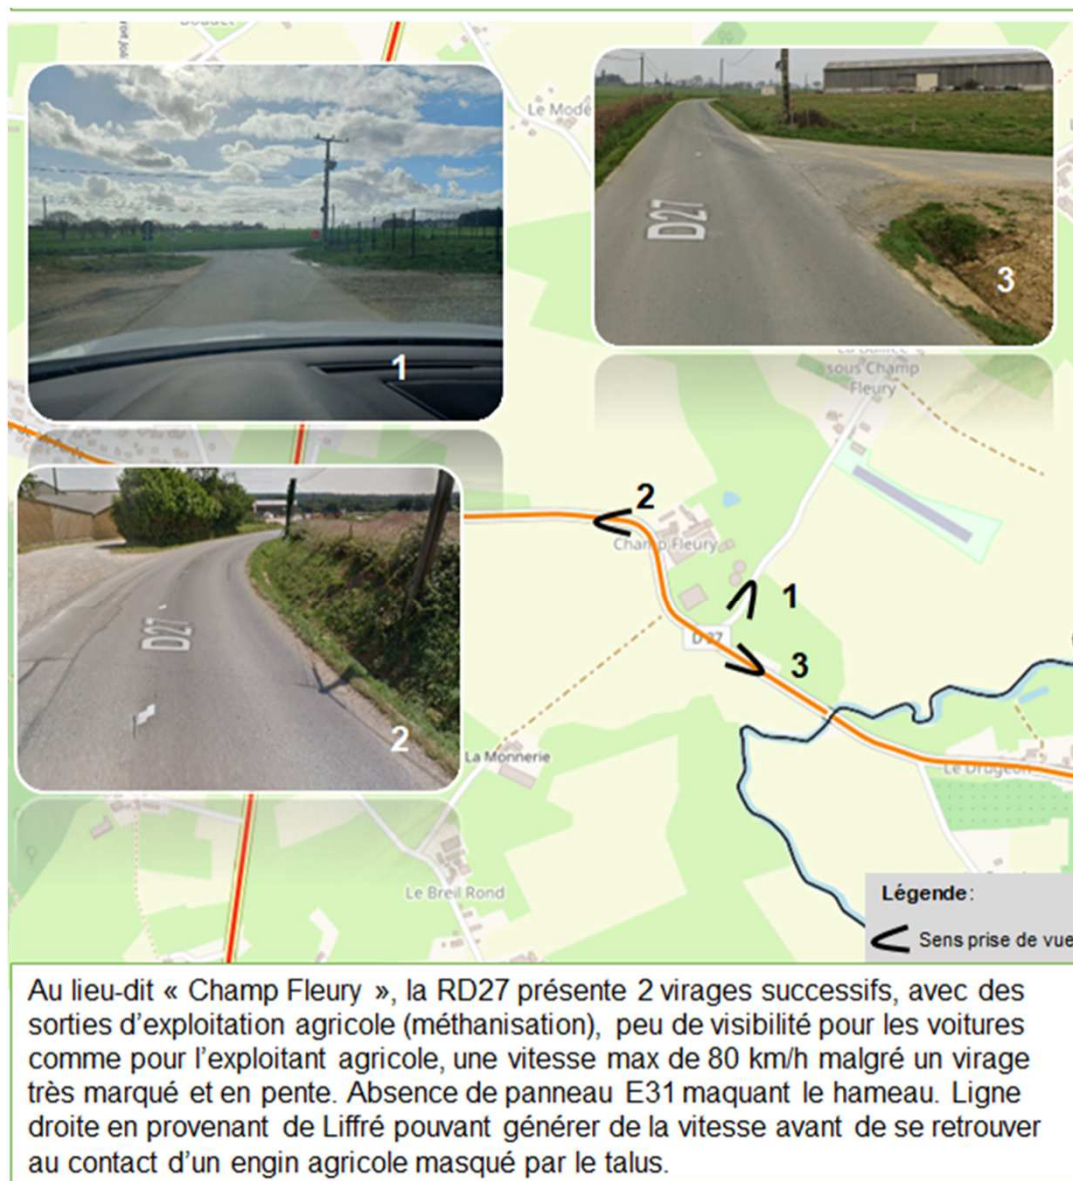 Le Mode
D27
3
1
sous Champ
Fleury
2
Champ Fleury
D27
1
D 27
3
2
La Monnerie
Le Drugeon
Le Breil Rond
Légende:
Sens prise de vue
Au lieu-dit « Champ Fleury », la RD27 présente 2 virages successifs, avec des
sorties d'exploitation agricole (méthanisation), peu de visibilité pour les voitures
comme pour l'exploitant agricole, une vitesse max de 80 km/h malgré un virage
très marqué et en pente. Absence de panneau E31 maquant le hameau. Ligne
droite en provenant de Liffré pouvant générer de la vitesse avant de se retrouver
au contact d'un engin agricole masqué par le talus.